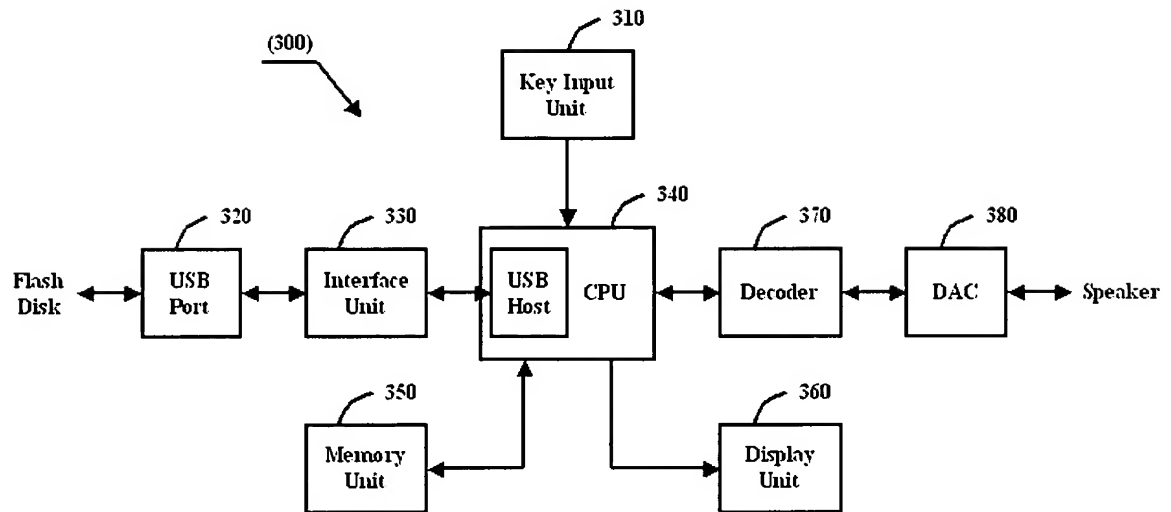 310
(300)
Key Input
Unit
340
320
330
370
380
Flash
Disk
USB
Port
Interface
Unit
USB
Host
CPU
Decoder
DAC
Speaker
350
360
Memory
Unit
Display
Unit